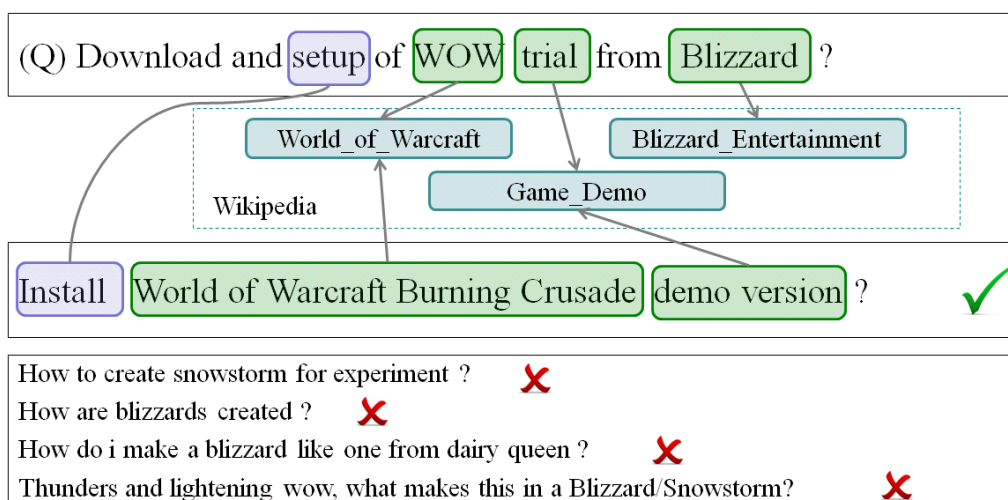 (Q) Download and setup of WOW trial from Blizzard ?
World_of_Warcraft Blizzard_Entertainment
Game_Demo
Wikipedia
Install World of Warcraft Burning Crusade demo version ?
How to create snowstorm for experiment ?
How are blizzards created ?
How do i make a blizzard like one from dairy queen ?
Thunders and lightening wow, what makes this in a Blizzard/Snowstorm?